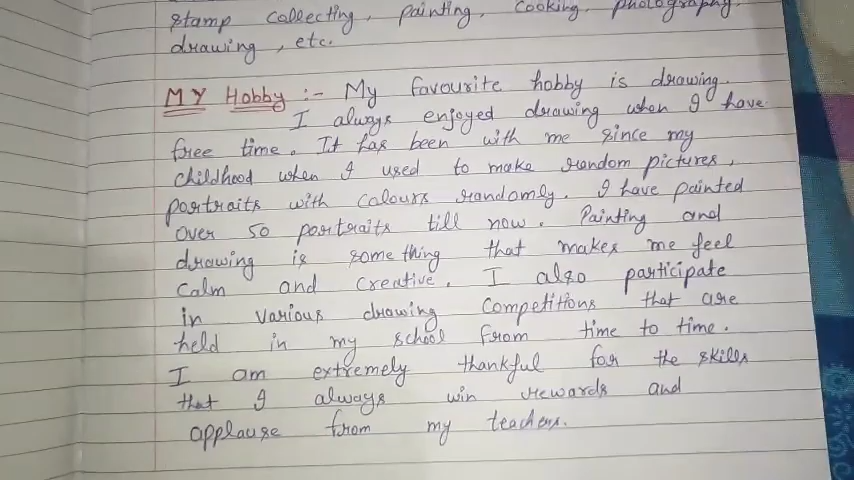 stamp collecting, painting, cooking, photography.
drawing, etc.
MY Hobby :- My favourite hobby is drawing.
I always enjoyed drawing when I have
free time. It has been with me since my
childhood when I used to make random pictures,
portraits with colours randomly. I have painted
over 50 portraits till now. Painting and
drawing is something that makes me feel
calm and creative. I also participate
in various drawing competitions that are
held in my school from time to time.
I am extremely thankful for the skills
that I always win rewards and
applause from my teachers.